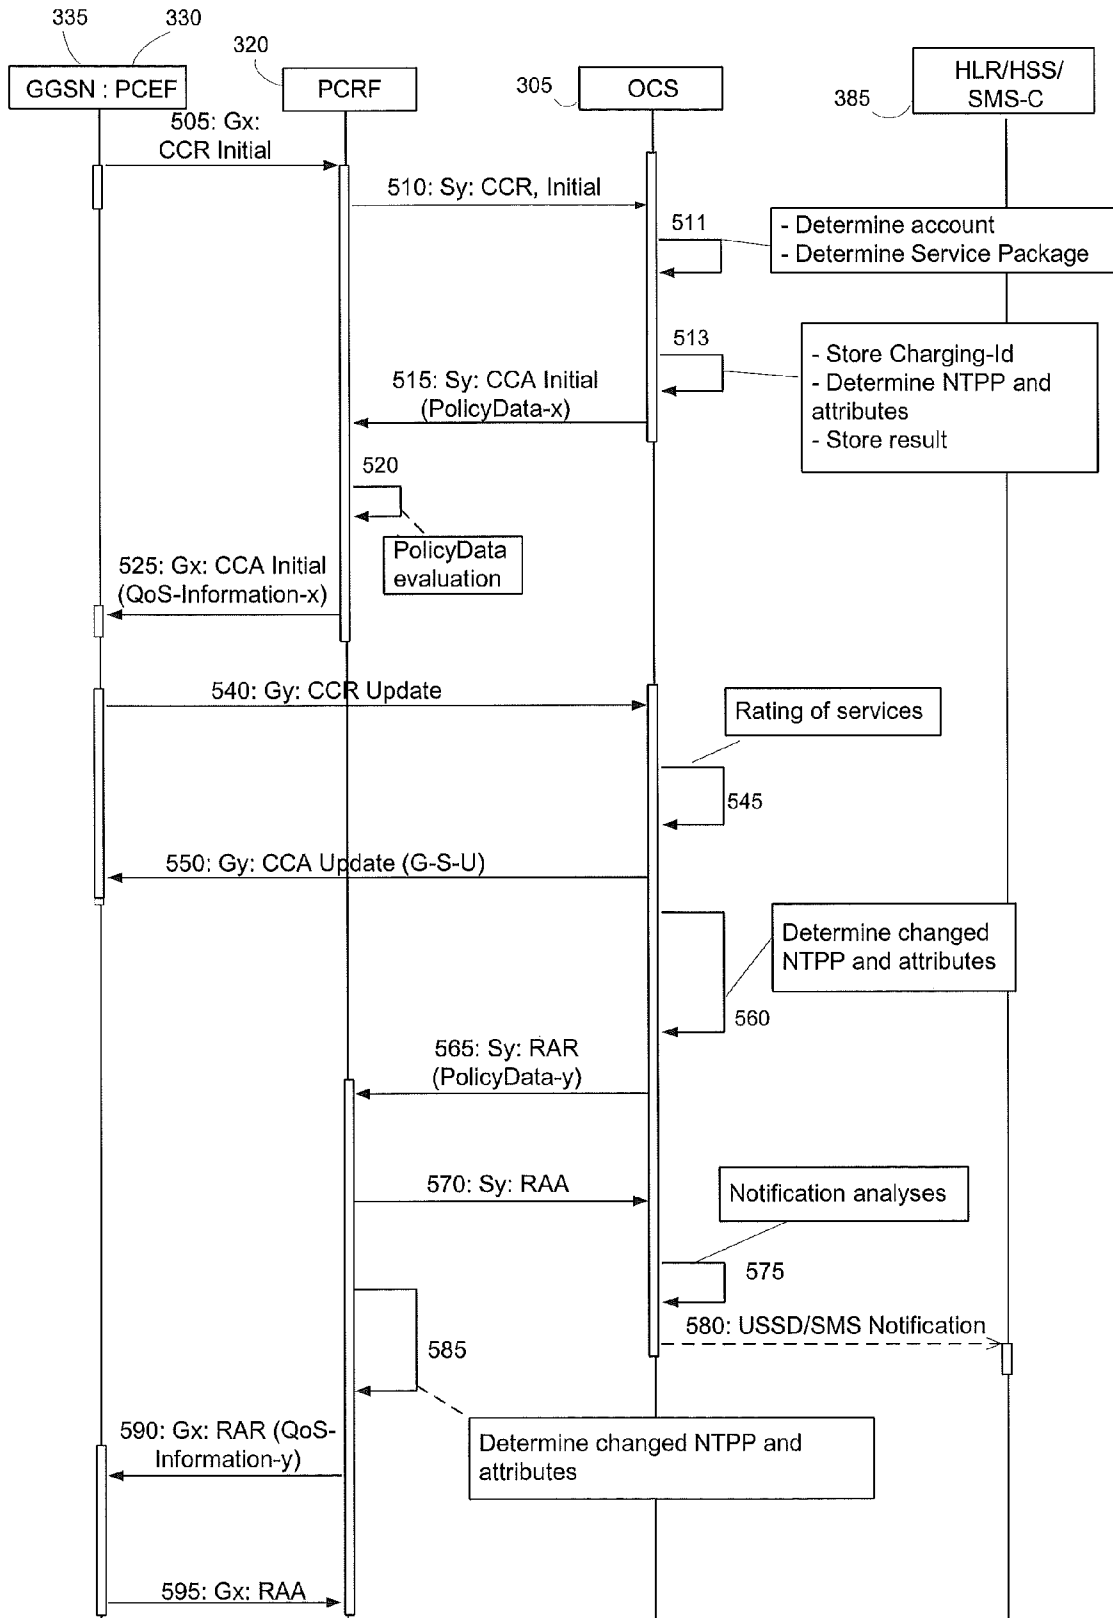 335
330
320
305
385
GGSN : PCEF
PCRF
OCS
HLR/HSS/
SMS-C
505: Gx:
CCR Initial
510: Sy: CCR, Initial
511
- Determine account
- Determine Service Package
513
- Store Charging-Id
- Determine NTPP and
attributes
- Store result
515: Sy: CCA Initial
(PolicyData-x)
520
PolicyData
evaluation
525: Gx: CCA Initial
(QoS-Information-x)
540: Gy: CCR Update
Rating of services
545
550: Gy: CCA Update (G-S-U)
Determine changed
NTPP and attributes
560
565: Sy: RAR
(PolicyData-y)
570: Sy: RAA
Notification analyses
575
580: USSD/SMS Notification
585
Determine changed NTPP and
attributes
590: Gx: RAR (QoS-
Information-y)
595: Gx: RAA